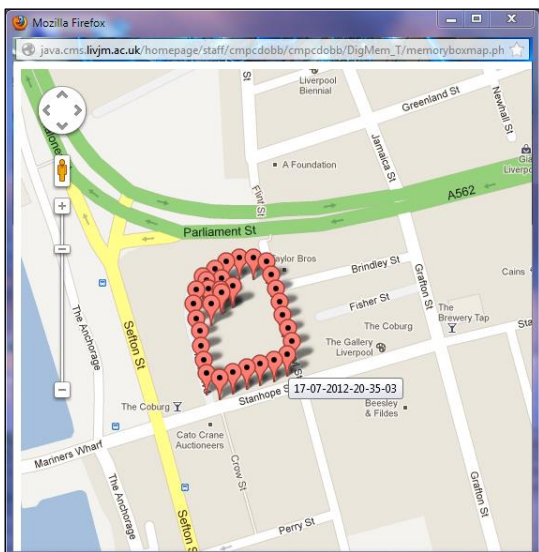 Mozilla Firefox
java.cms.livjm.ac.uk/homepage/staff/cmpcdobb/cmpcdobb/DigMem_T/memoryboxmap.ph
St
Liverpool
Biennial
Greenland St
Newhall St
Jamaica St
A Foundation
Flint St
A562
Parliament St
Taylor Bros
Brindley St
Cains
Grafton St
Fisher St
The
Brewery Tap
The Coburg
The Gallery
Liverpool
The Anchorage
Sefton St
17-07-2012-20-35-03
Stanhope
Beesley
& Fildes
The Coburg
Cato Crane
Auctioneers
Mariners Wharf
Crow St
The Anchorage
Grafton St
Sefton St
Perry St